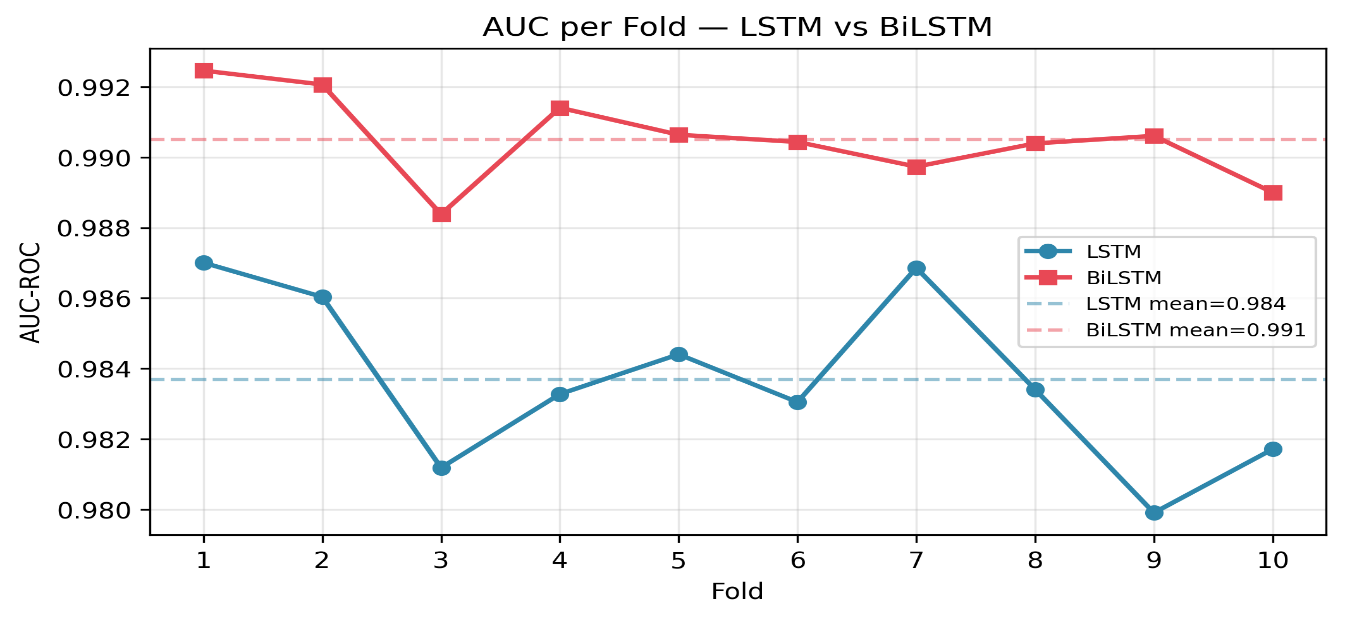 AUC per Fold — LSTM vs BiLSTM
AUC-ROC
0.992
0.990
0.988
0.986
0.984
0.982
0.980
LSTM
BiLSTM
LSTM mean=0.984
BiLSTM mean=0.991
1 2 3 4 5 6 7 8 9 10
Fold